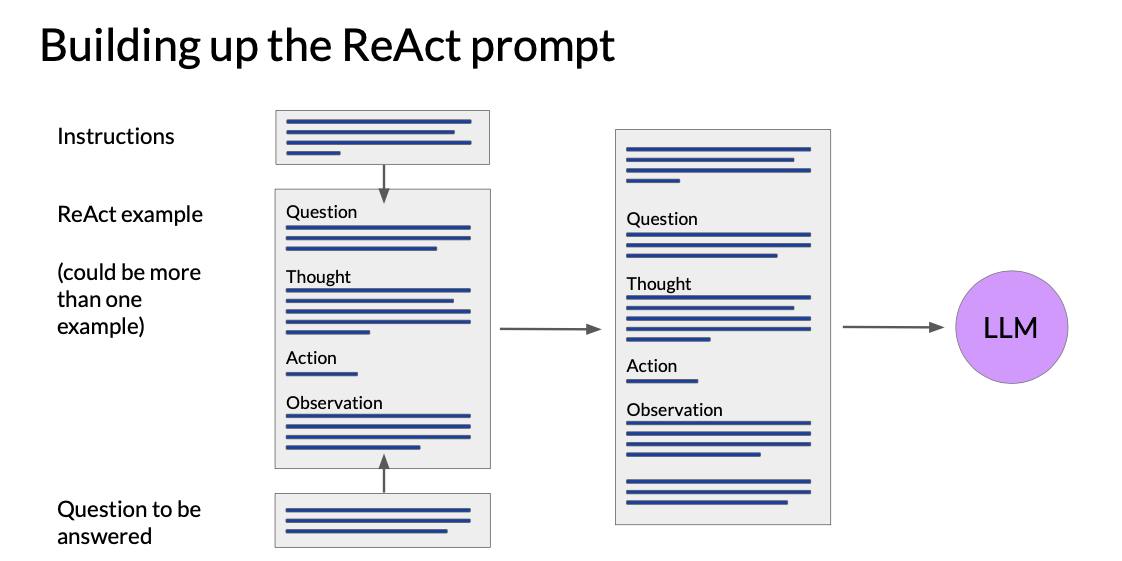 Building up the ReAct prompt
Instructions
ReAct example
(could be more
than one
example)
Question to be
answered
Question
Thought
Action
Observation
Question
Thought
Action
Observation
LLM